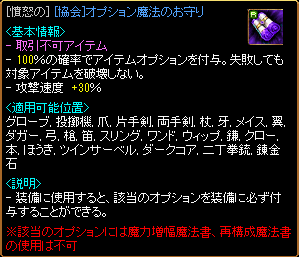 [憤怒の] [協会]オプション魔法のお守り
<基本情報>
- 取引不可アイテム
- 100%の確率でアイテムオプションを付与。失敗しても
対象アイテムを破壊しない。
- 攻撃速度 +30%
<適用可能位置>
グローブ, 投擲機, 爪, 片手剣, 両手剣, 杖, 牙, メイス, 翼,
ダガー, 弓, 槍, 笛, スリング, ワンド, ウィップ, 鎌, クロー,
本, ほうき, ツインサーベル, ダークコア, 二丁拳銃, 錬金
石
<説明>
- 装備に使用すると、該当のオプションを装備に必ず付
与することができる。
※該当のオプションには魔力増幅魔法書、再構成魔法書
の使用は不可